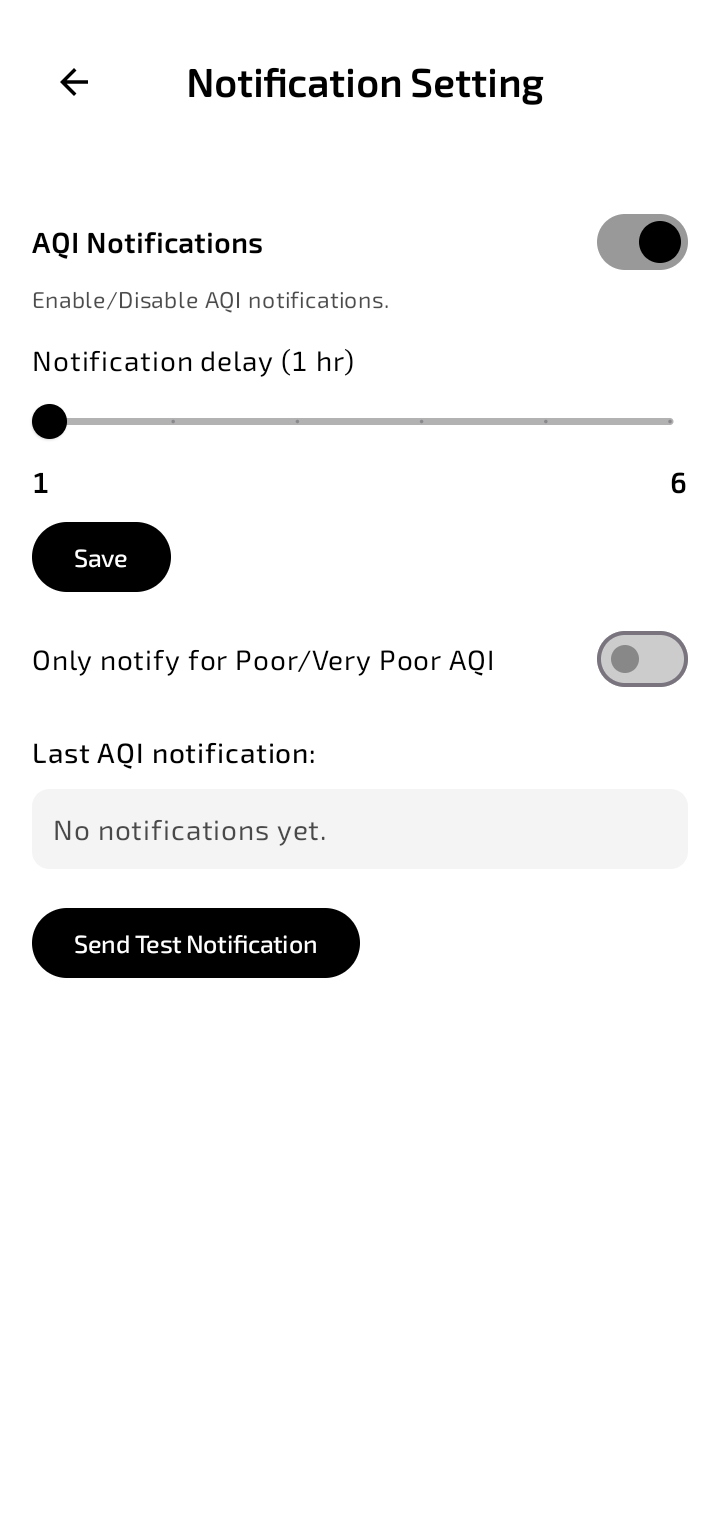 Notification Setting
AQI Notifications
Enable/Disable AQI notifications.
Notification delay (1 hr)
1 6
Save
Only notify for Poor/Very Poor AQI
Last AQI notification:
No notifications yet.
Send Test Notification